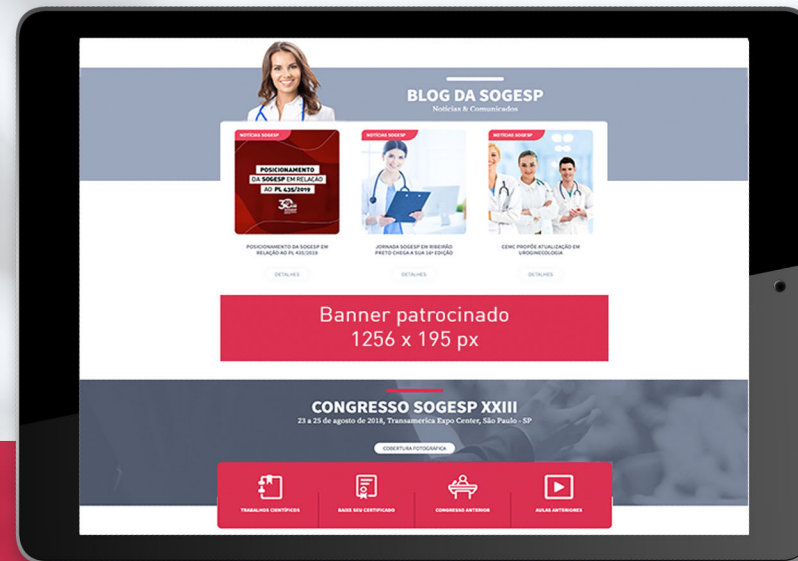 BLOG DA SOGESP
Notícias & Comunicados
NOTÍCIAS SOGESP
NOTÍCIAS SOGESP
NOTÍCIAS SOGESP
POSICIONAMENTO
DA SOGESP EM RELAÇÃO
AO PL 435/2019
POSICIONAMENTO DA SOGESP EM
RELAÇÃO AO PL 435/2019
DETALHES
JORNADA SOGESP EM RIBEIRÃO
PRETO CHEGA A SUA 16ª EDIÇÃO
DETALHES
CEMC PROPÕE ATUALIZAÇÃO EM
UROGINECOLOGIA
DETALHES
Banner patrocinado
1256 x 195 px
CONGRESSO SOGESP XXIII
23 a 25 de agosto de 2018, Transamerica Expo Center, São Paulo - SP
COBERTURA FOTOGRÁFICA
TRABALHOS CIENTÍFICOS
BAIXE SEU CERTIFICADO
CONGRESSO ANTERIOR
AULAS ANTERIORES